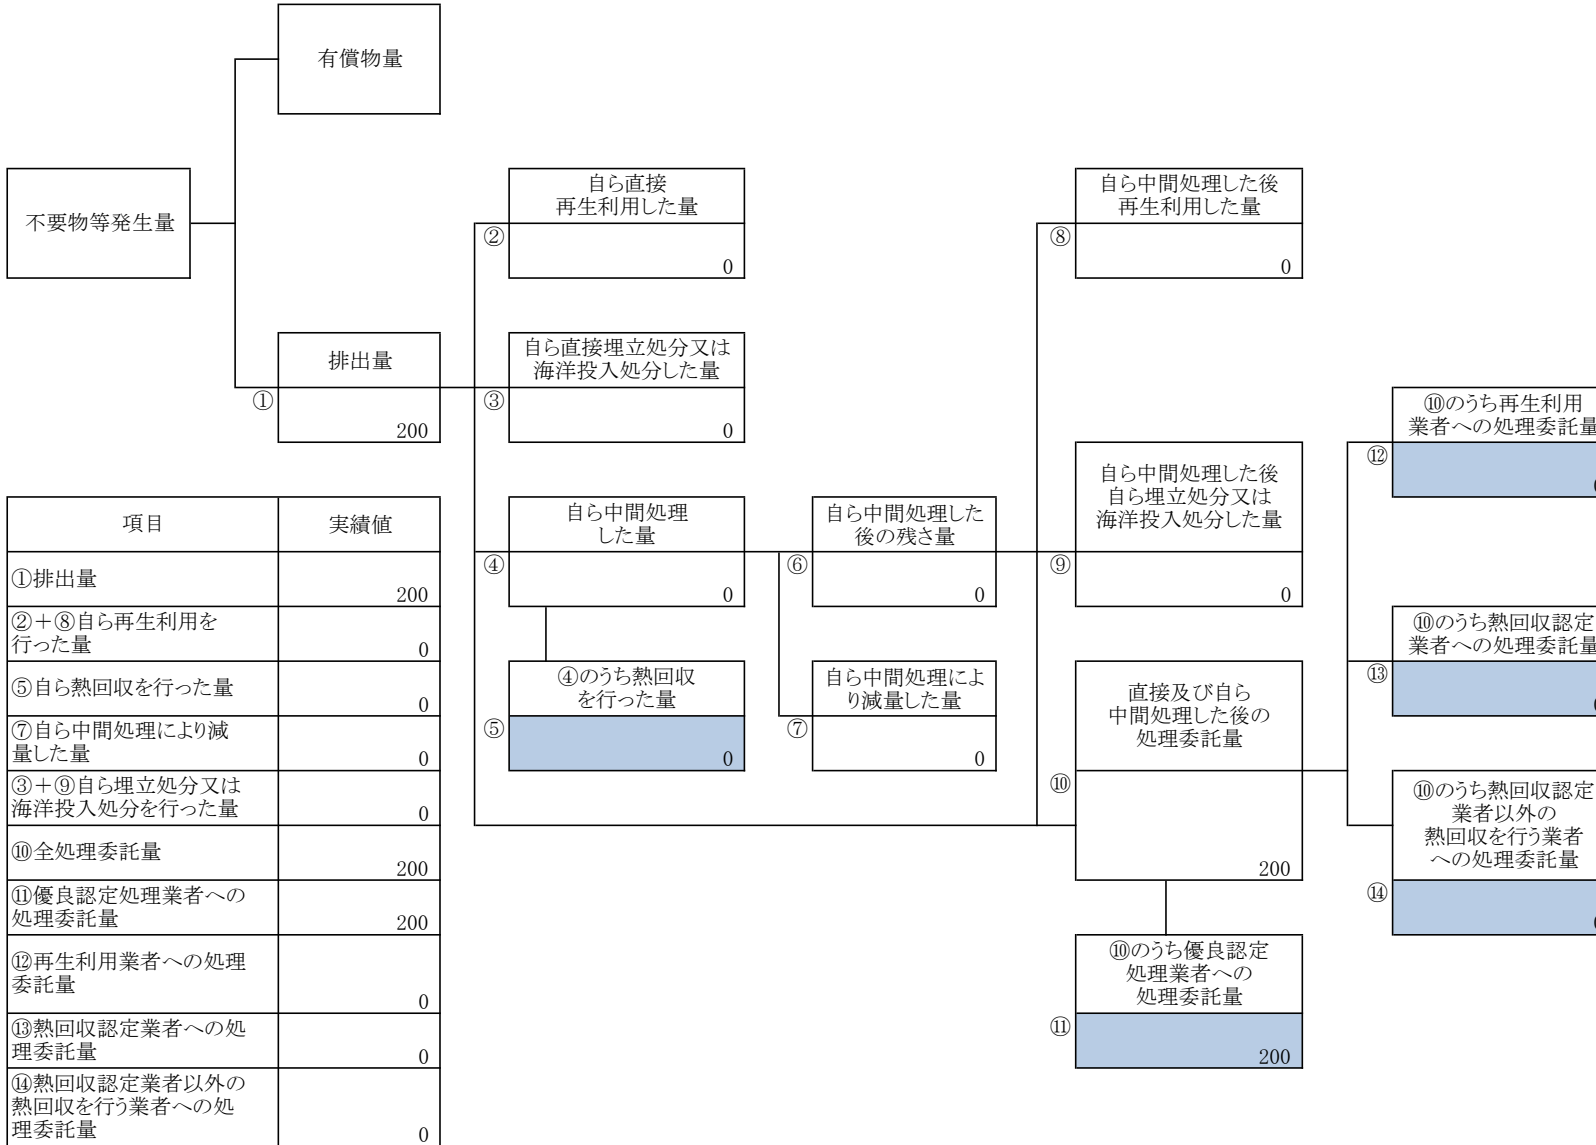 有償物量
不要物等発生量
自ら直接
再生利用した量
②
0
自ら中間処理した後
再生利用した量
⑧
0
排出量
①
200
自ら直接埋立処分又は
海洋投入処分した量
③
0
⑩のうち再生利用
業者への処理委託量
⑫
自ら中間処理した後
自ら埋立処分又は
海洋投入処分した量
⑨
0
自ら中間処理
した量
④
0
自ら中間処理した
後の残さ量
⑥
0
⑩のうち熱回収認定
業者への処理委託量
⑬
④のうち熱回収
を行った量
⑤
0
自ら中間処理によ
り減量した量
⑦
0
直接及び自ら
中間処理した後の
処理委託量
⑩
200
⑩のうち熱回収認定
業者以外の
熱回収を行う業者
への処理委託量
⑭
⑩のうち優良認定
処理業者への
処理委託量
⑪
200
項目 実績値
①排出量
200
②+⑧自ら再生利用を
行った量
0
⑤自ら熱回収を行った量
0
⑦自ら中間処理により減
量した量
0
③+⑨自ら埋立処分又は
海洋投入処分を行った量
0
⑩全処理委託量
200
⑪優良認定処理業者への
処理委託量
200
⑫再生利用業者への処理
委託量
0
⑬熱回収認定業者への処
理委託量
0
⑭熱回収認定業者以外の
熱回収を行う業者への処
理委託量
0